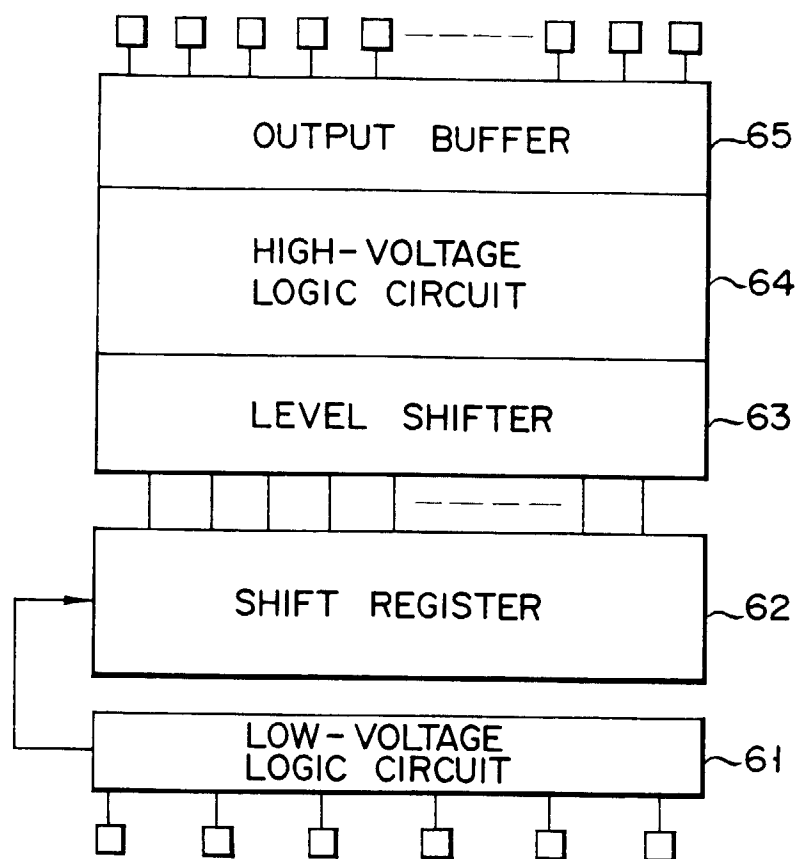 OUTPUT BUFFER
65
HIGH-VOLTAGE
LOGIC CIRCUIT
64
LEVEL SHIFTER
63
SHIFT REGISTER
62
LOW-VOLTAGE
LOGIC CIRCUIT
61